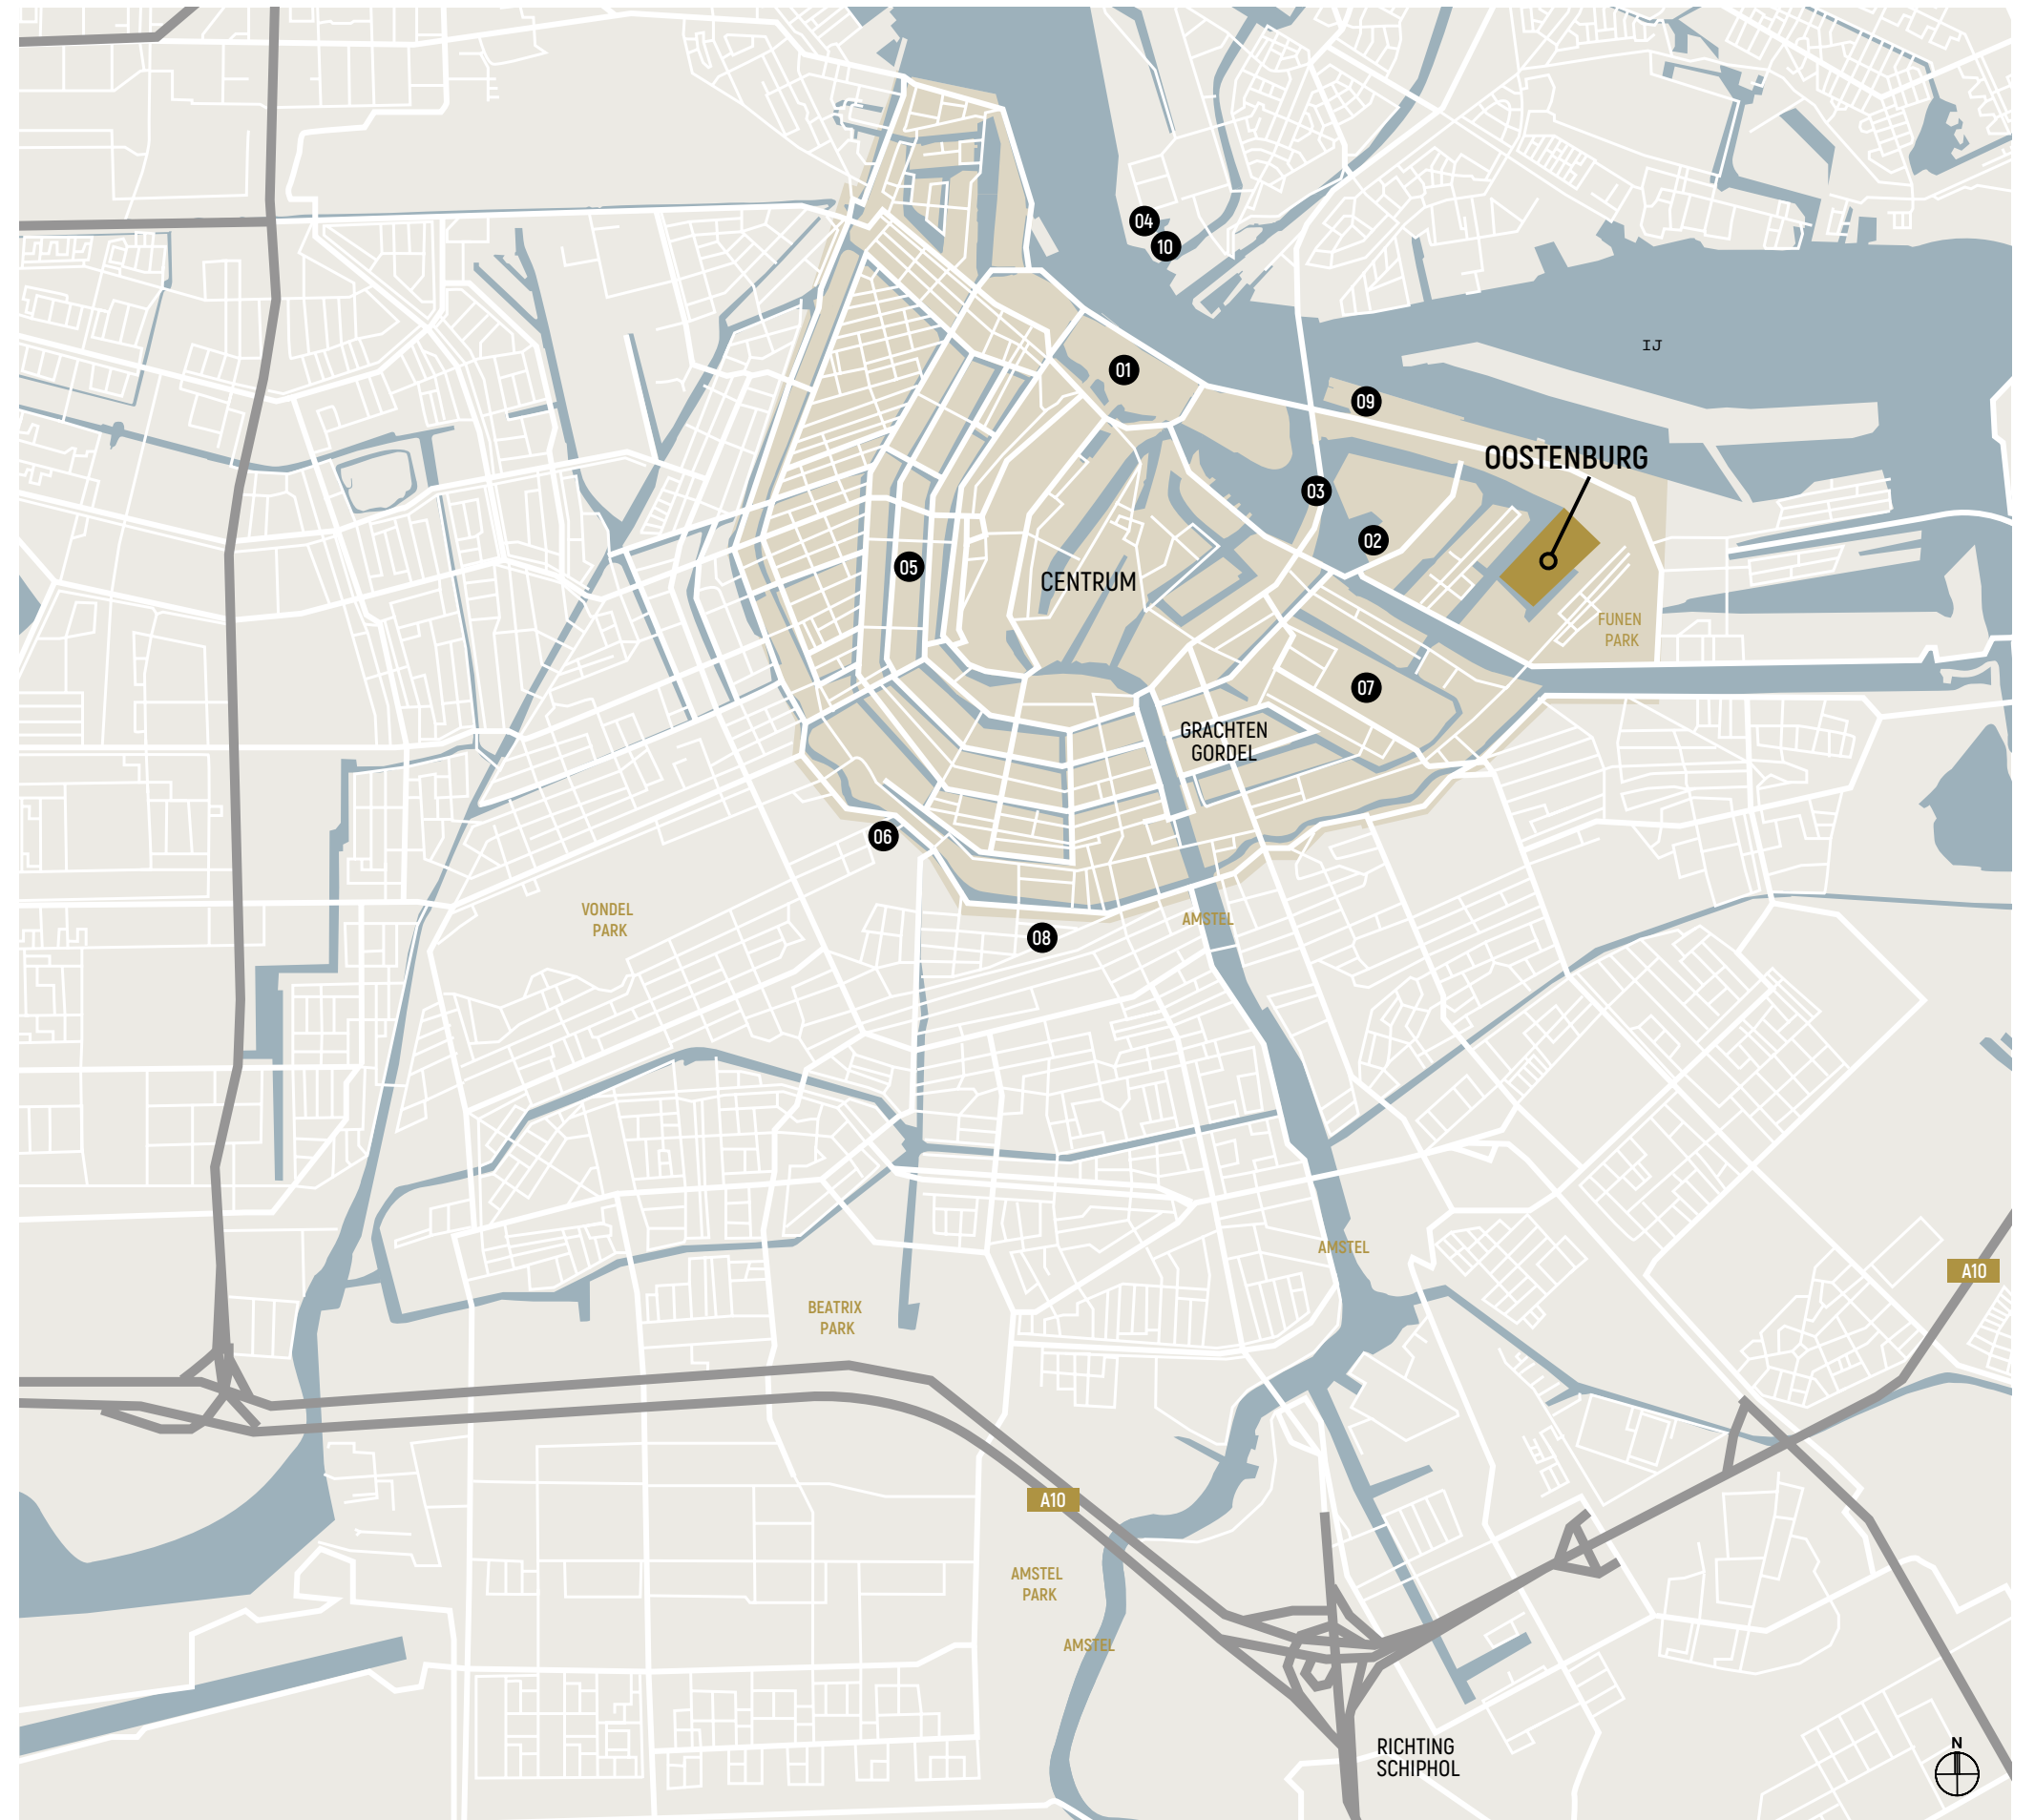 04
10
IJ
01
09
OOSTENBURG
03
02
05
CENTRUM
FUNEN
PARK
07
GRACHTEN
GORDEL
06
VONDEL
PARK
AMSTEL
08
AMSTEL
A10
BEATRIX
PARK
A10
AMSTEL
PARK
AMSTEL
RICHTING
SCHIPHOL
N